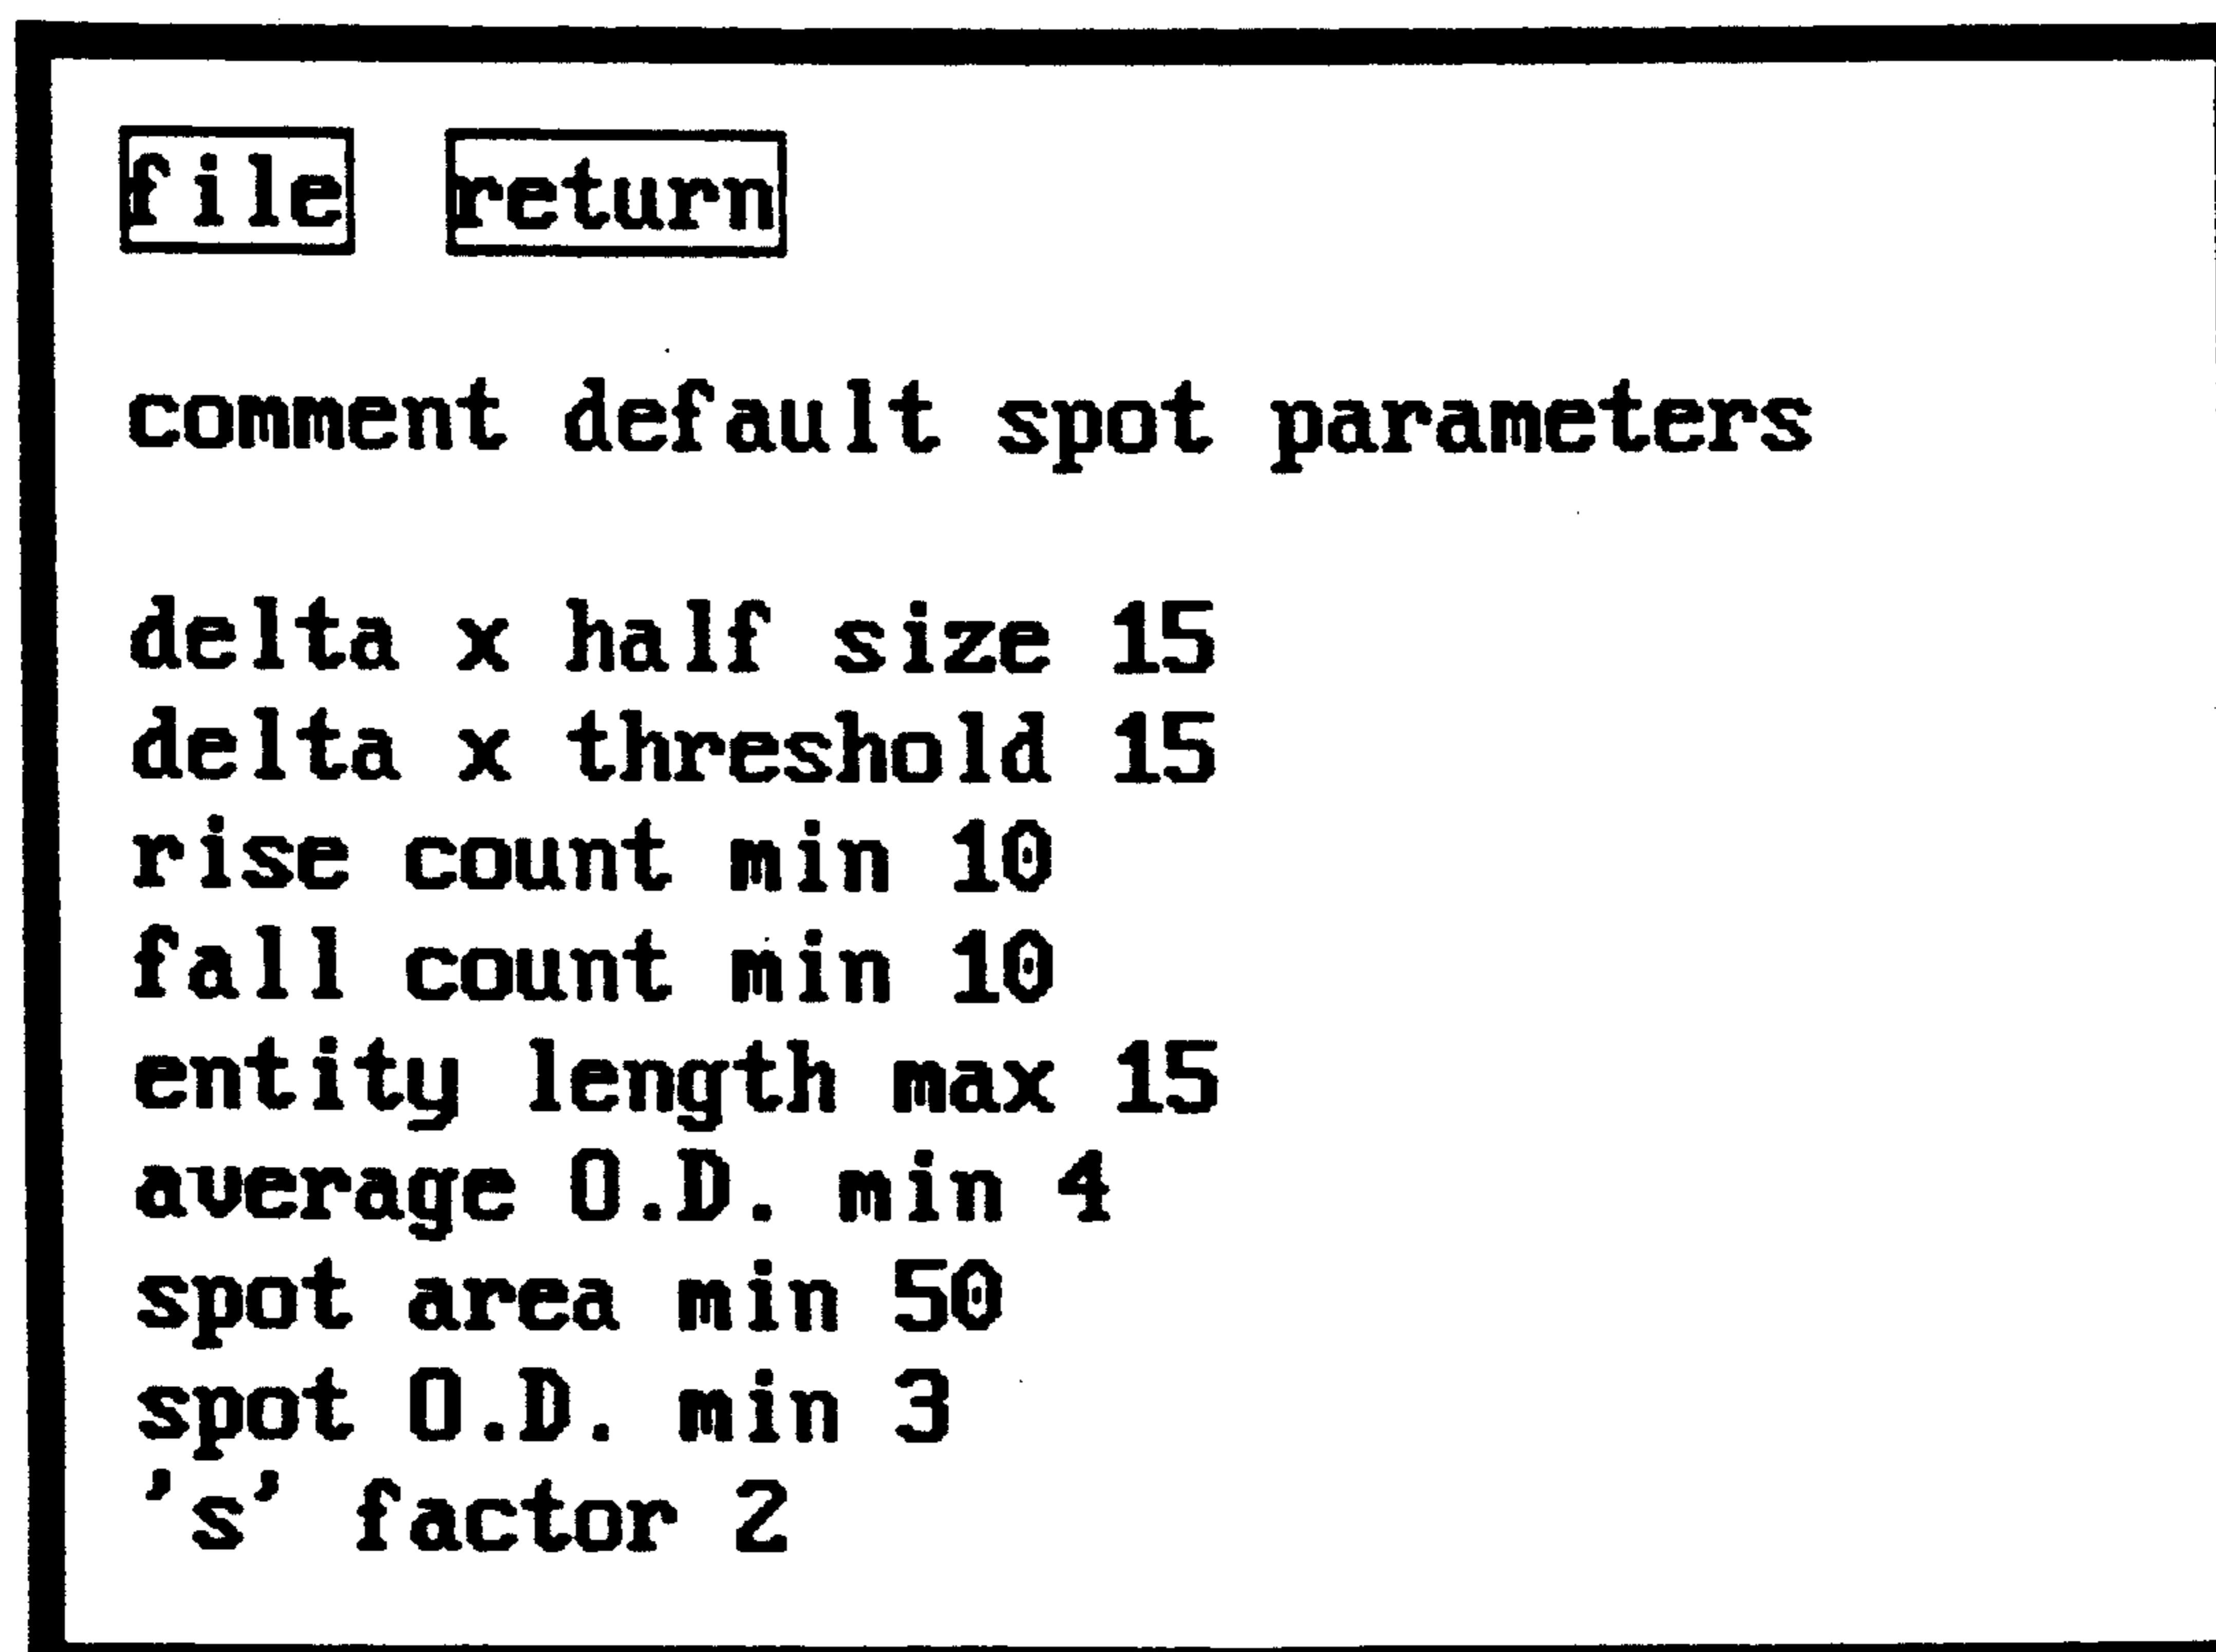 file return
comment default spot parameters
delta x half size 15
delta x threshold 15
rise count min 10
fall count min 10
entity length max 15
average O.D. min 4
spot area min 50
spot O.D. min 3
's' factor 2